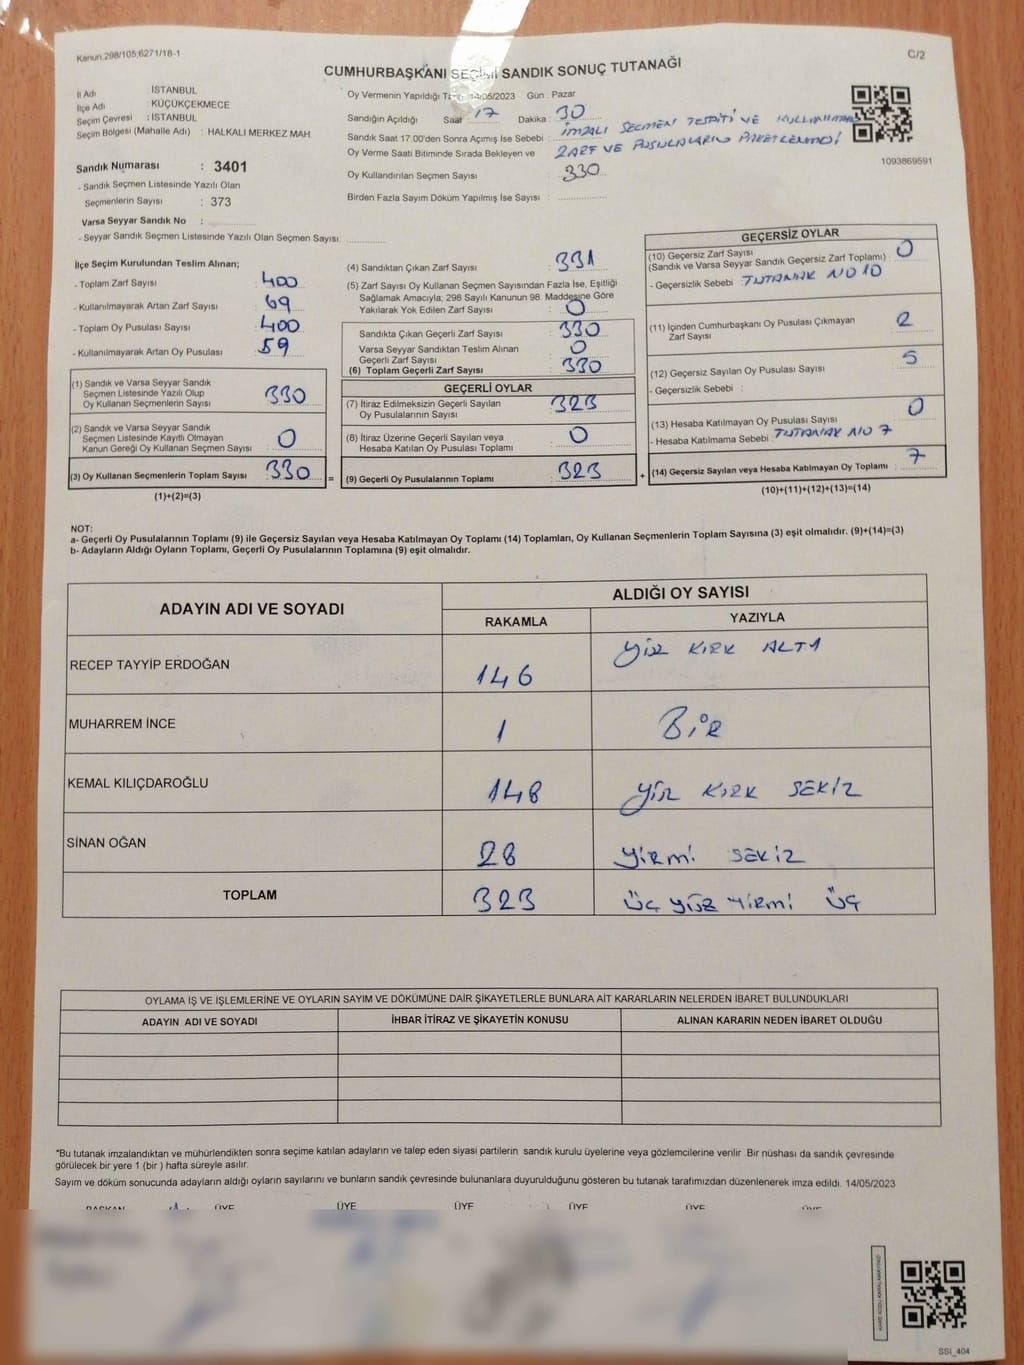 Kanun.298/105;6271/18-1
C/2
CUMHURBAŞKANI SEÇİMİ SANDIK SONUÇ TUTANAĞI
İl Adı : İSTANBUL
İlçe Adı : KÜÇÜKÇEKMECE
Seçim Çevresi : İSTANBUL
Seçim Bölgesi (Mahalle Adı) : HALKALI MERKEZ MAH.
Sandık Numarası : 3401
- Sandık Seçmen Listesinde Yazılı Olan
Seçmenlerin Sayısı : 373
Varsa Seyyar Sandık No :
- Seyyar Sandık Seçmen Listesinde Yazılı Olan Seçmen Sayısı:
Oy Vermenin Yapıldığı 14/05/2023 Gün : Pazar
Sandığın Açıldığı Saat : 17 Dakika : 30
Sandık Saat 17.00'den Sonra Açımış İse Sebebi : İMZALI SEÇMEN TESPİTİ VE
Oy Verme Saati Bitiminde Sırada Bekleyen ve ZARF VE PUSULALARIN PAKETLENMESİ
Oy Kullandırılan Seçmen Sayısı : 330
Birden Fazla Sayım Döküm Yapılmış İse Sayısı :
1093869591
İlçe Seçim Kurulundan Teslim Alınan;
- Toplam Zarf Sayısı : 400
- Kullanılmayarak Artan Zarf Sayısı : 69
- Toplam Oy Pusulası Sayısı : 400
- Kullanılmayarak Artan Oy Pusulası : 59
(1) Sandık ve Varsa Seyyar Sandık
Seçmen Listesinde Yazılı Olup
Oy Kullanan Seçmenlerin Sayısı : 330
(2) Sandık ve Varsa Seyyar Sandık
Seçmen Listesinde Kayıtlı Olmayan
Kanun Gereği Oy Kullanan Seçmen Sayısı : 0
(3) Oy Kullanan Seçmenlerin Toplam Sayısı : 330
(1)+(2)=(3)
=
(4) Sandıktan Çıkan Zarf Sayısı : 331
(5) Zarf Sayısı Oy Kullanan Seçmen Sayısından Fazla İse, Eşitliği
Sağlamak Amacıyla; 298 Sayılı Kanunun 98. Maddesine Göre
Yakılarak Yok Edilen Zarf Sayısı : 0
Sandıkta Çıkan Geçerli Zarf Sayısı : 330
Varsa Seyyar Sandıktan Teslim Alınan
Geçerli Zarf Sayısı : 0
(6) Toplam Geçerli Zarf Sayısı : 330
GEÇERLİ OYLAR
(7) İtiraz Edilmeksizin Geçerli Sayılan
Oy Pusulalarının Sayısı : 323
(8) İtiraz Üzerine Geçerli Sayılan veya
Hesaba Katılan Oy Pusulası Toplamı : 0
(9) Geçerli Oy Pusulalarının Toplamı : 323
+
GEÇERSİZ OYLAR
(10) Geçersiz Zarf Sayısı
(Sandık ve Varsa Seyyar Sandık Geçersiz Zarf Toplamı) : 0
- Geçersizlik Sebebi : TUTANAK NO 10
(11) İçinden Cumhurbaşkanı Oy Pusulası Çıkmayan
Zarf Sayısı : 2
(12) Geçersiz Sayılan Oy Pusulası Sayısı : 5
- Geçersizlik Sebebi :
(13) Hesaba Katılmayan Oy Pusulası Sayısı : 0
- Hesaba Katılmama Sebebi : TUTANAK NO 7
(14) Geçersiz Sayılan veya Hesaba Katılmayan Oy Toplamı : 7
(10)+(11)+(12)+(13)=(14)
NOT:
a- Geçerli Oy Pusulalarının Toplamı (9) ile Geçersiz Sayılan veya Hesaba Katılmayan Oy Toplamı (14) Toplamları, Oy Kullanan Seçmenlerin Toplam Sayısına (3) eşit olmalıdır. (9)+(14)=(3)
b- Adayların Aldığı Oyların Toplamı, Geçerli Oy Pusulalarının Toplamına (9) eşit olmalıdır.
ADAYIN ADI VE SOYADI ALDIĞI OY SAYISI
RAKAMLA YAZIYLA
RECEP TAYYİP ERDOĞAN 146 YÜZ KIRK ALTI
MUHARREM İNCE 1 BİR
KEMAL KILIÇDAROĞLU 148 YÜZ KIRK SEKİZ
SİNAN OĞAN 28 YİRMİ SEKİZ
TOPLAM 323 ÜÇ YÜZ YİRMİ ÜÇ
OYLAMA İŞ VE İŞLEMLERİNE VE OYLARIN SAYIM VE DÖKÜMÜNE DAİR ŞİKAYETLERLE BUNLARA AİT KARARLARIN NELERDEN İBARET BULUNDUKLARI
ADAYIN ADI VE SOYADI İHBAR İTİRAZ VE ŞİKAYETİN KONUSU ALINAN KARARIN NEDEN İBARET OLDUĞU
*Bu tutanak imzalandıktan ve mühürlendikten sonra seçime katılan adayların ve talep eden siyasi partilerin sandık kurulu üyelerine veya gözlemcilerine verilir .Bir nüshası da sandık çevresinde
görülecek bir yere 1 (bir ) hafta süreyle asılır.
Sayım ve döküm sonucunda adayların aldığı oyların sayılarını ve bunların sandık çevresinde bulunanlara duyurulduğunu gösteren bu tutanak tarafımızdan düzenlenerek imza edildi. 14/05/2023
BAŞKAN ÜYE ÜYE ÜYE ÜYE ÜYE ÜYE
SSI_404